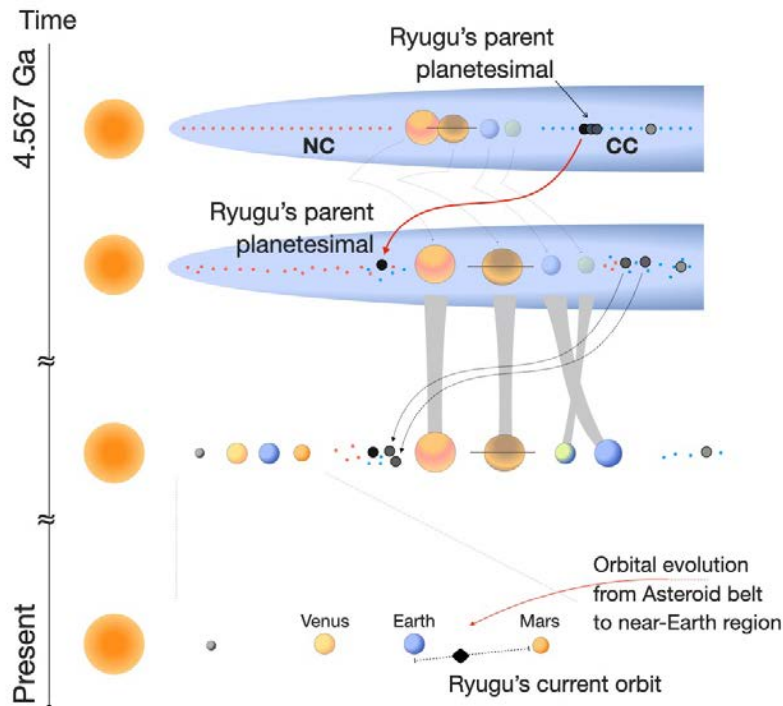 Time
4.567 Ga
Ryugu's parent
planetesimal
NC
CC
Ryugu's parent
planetesimal
≈
≈
Present
Orbital evolution
from Asteroid belt
to near-Earth region
Venus
Earth
Mars
Ryugu's current orbit